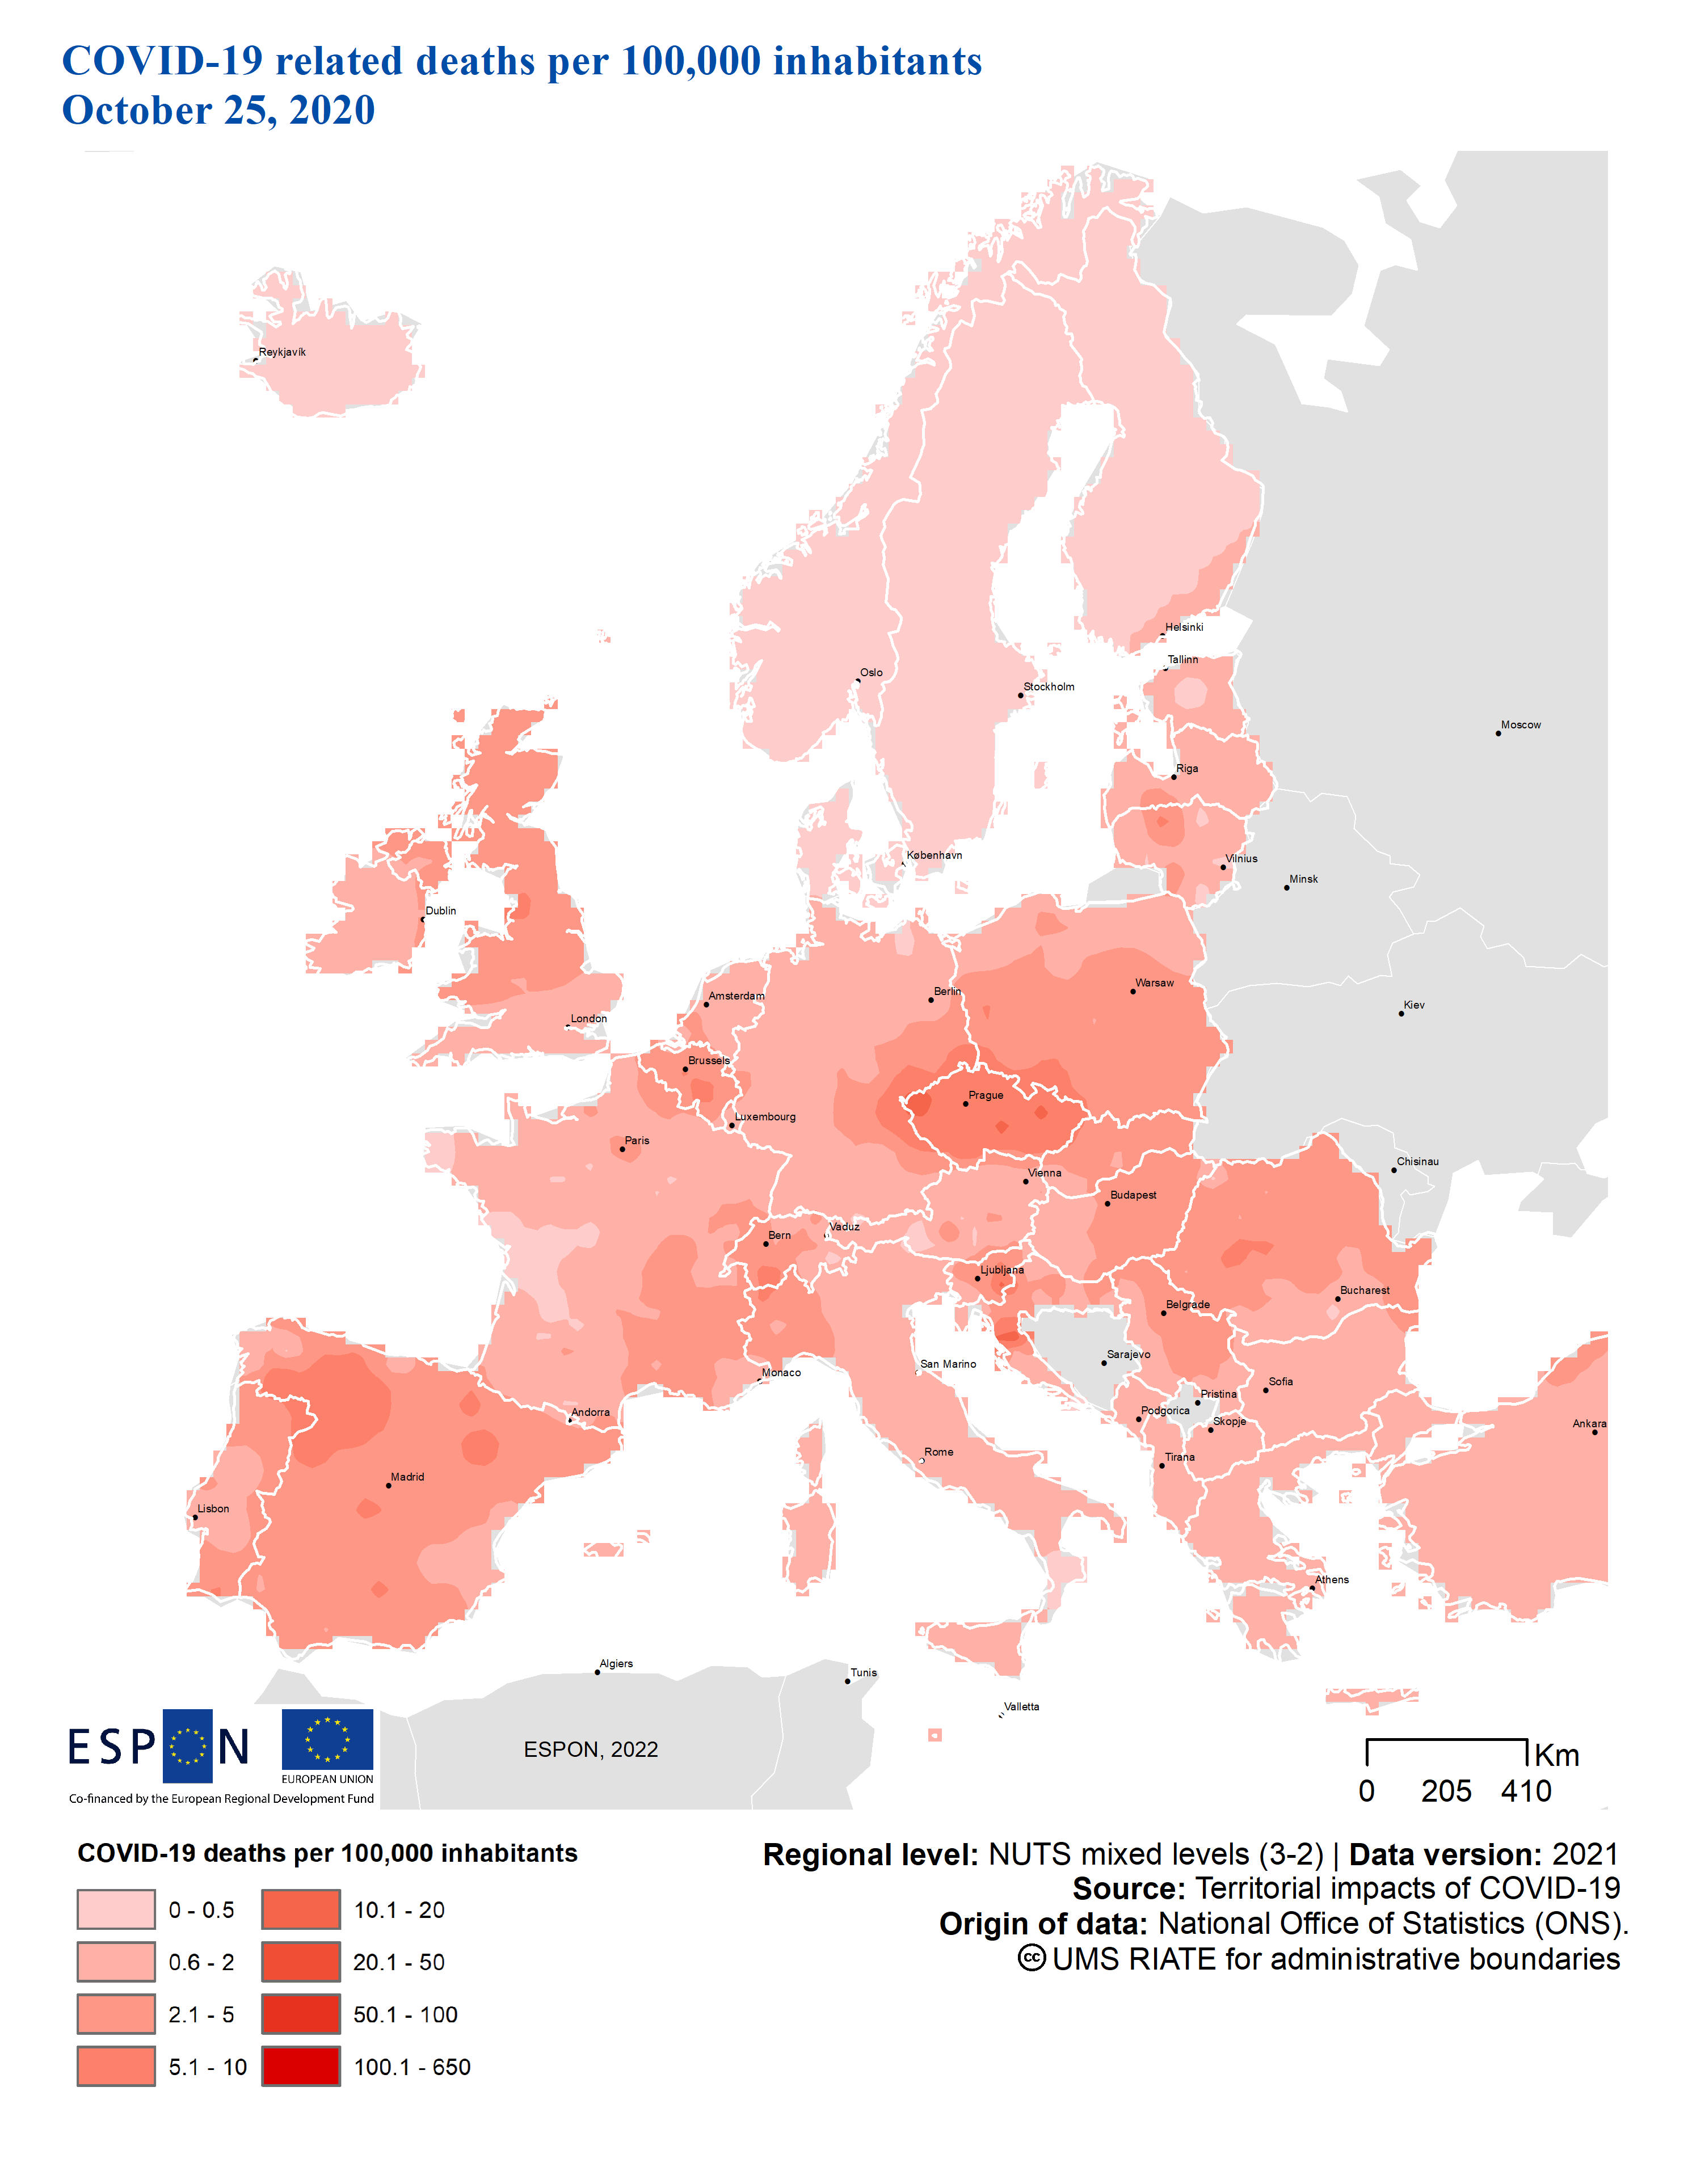 COVID-19 related deaths per 100,000 inhabitants
October 25, 2020
Reykjavík
Helsinki
Tallinn
Oslo
Stockholm
Moscow
Riga
København
Vilnius
Minsk
Dublin
Amsterdam
Berlin
Warsaw
London
Kiev
Brussels
Prague
Luxembourg
Paris
Chisinau
Vienna
Budapest
Vaduz
Bern
Ljubljana
Bucharest
Belgrade
Sarajevo
San Marino
Monaco
Sofia
Pristina
Podgorica
Andorra
Skopje
Ankara
Rome
Tirana
Madrid
Lisbon
Athens
Algiers
Tunis
Valletta
ESPON
EUROPEAN UNION
Co-financed by the European Regional Development Fund
ESPON, 2022
Km
0 205 410
COVID-19 deaths per 100,000 inhabitants
0 - 0.5
0.6 - 2
2.1 - 5
5.1 - 10
10.1 - 20
20.1 - 50
50.1 - 100
100.1 - 650
Regional level: NUTS mixed levels (3-2) | Data version: 2021
Source: Territorial impacts of COVID-19
Origin of data: National Office of Statistics (ONS).
cc UMS RIATE for administrative boundaries